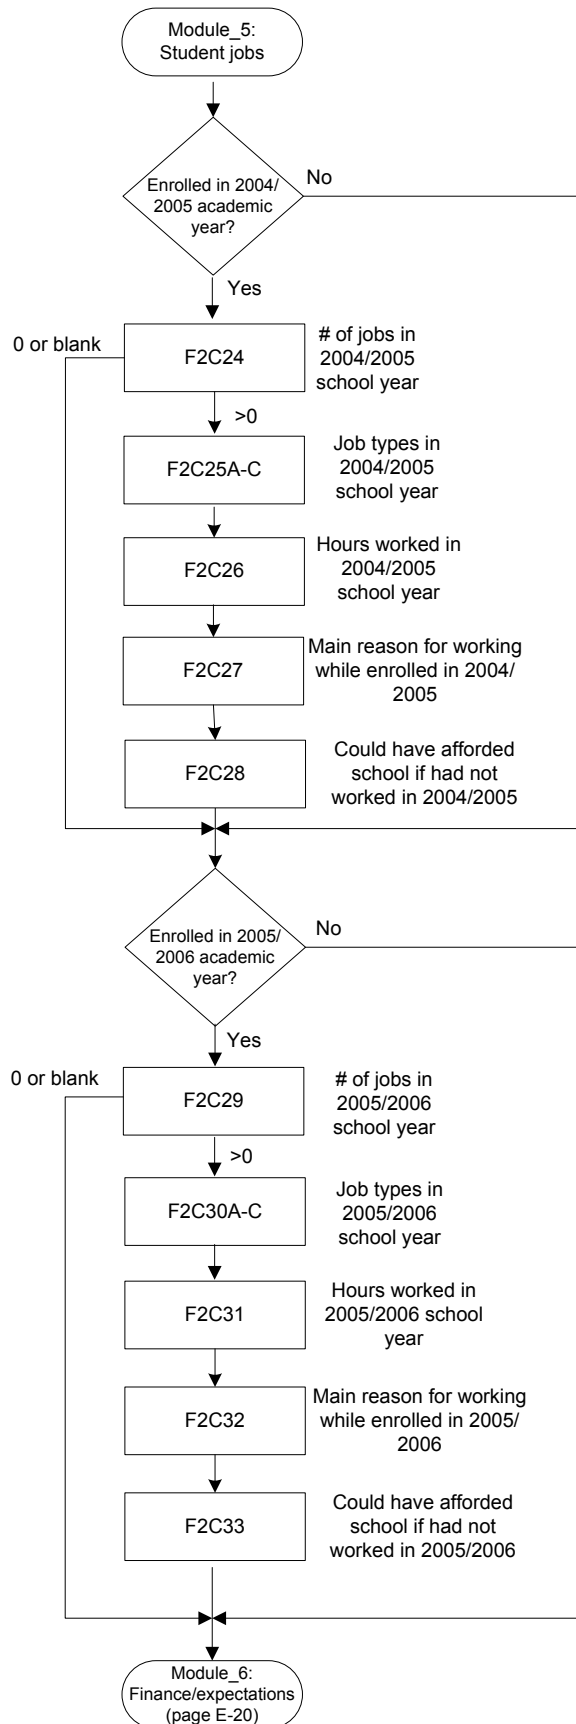 Module_5:
Student jobs
Enrolled in 2004/
2005 academic
year?
No
Yes
0 or blank
F2C24
# of jobs in
2004/2005
school year
>0
F2C25A-C
Job types in
2004/2005
school year
F2C26
Hours worked in
2004/2005
school year
F2C27
Main reason for working
while enrolled in 2004/
2005
F2C28
Could have afforded
school if had not
worked in 2004/2005
Enrolled in 2005/
2006 academic
year?
No
Yes
0 or blank
F2C29
# of jobs in
2005/2006
school year
>0
F2C30A-C
Job types in
2005/2006
school year
F2C31
Hours worked in
2005/2006 school
year
F2C32
Main reason for working
while enrolled in 2005/
2006
F2C33
Could have afforded
school if had not
worked in 2005/2006
Module_6:
Finance/expectations
(page E-20)